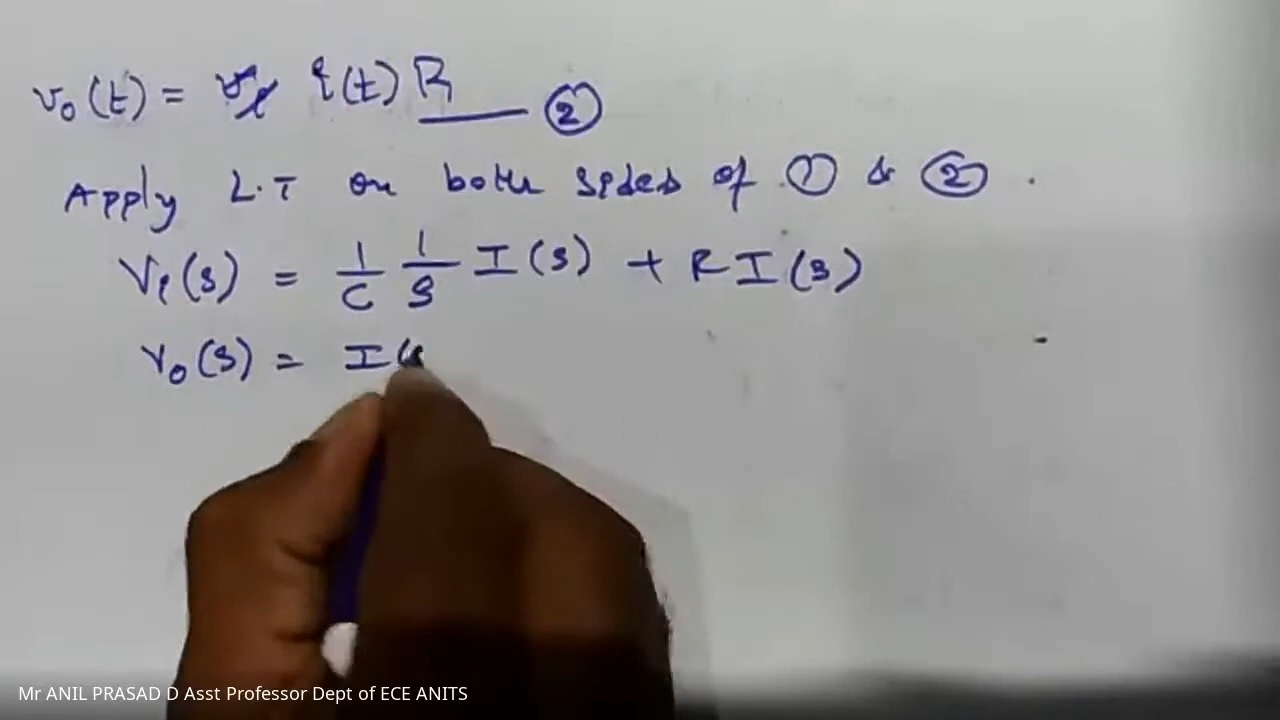 v₀(t) = i(t) R ②
Apply L.T on both sides of ① & ②.
Vi(s) = 1/C 1/S I(s) + R I(s)
V₀(s) = I(
Mr ANIL PRASAD D Asst Professor Dept of ECE ANITS